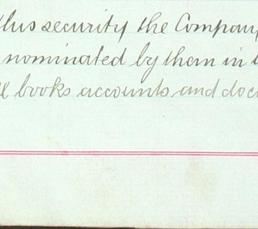 this security the Company
nominated by them in
books accounts and